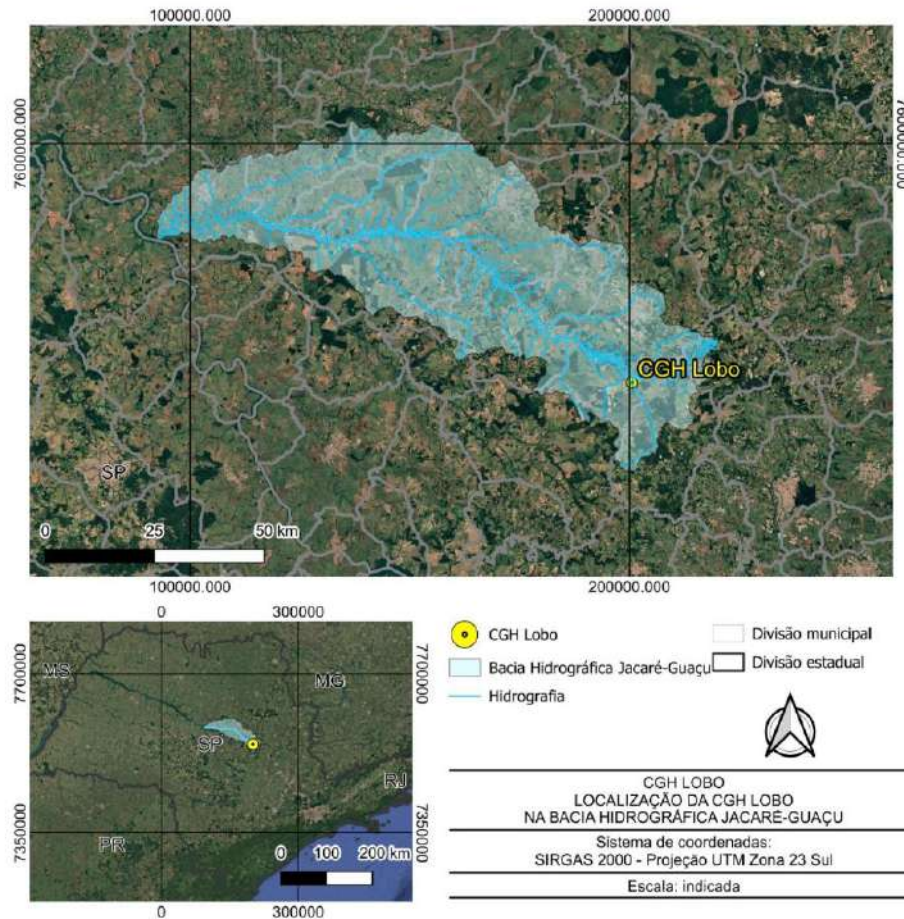 100000.000
200000.000
7600000.000
7600000.000
CGH Lobo
SP
0
25
50 km
100000.000
200000.000
0
300000
MS
MG
7700000
7700000
SP
RJ
7350000
7350000
PR
0
100
200 km
0
300000
CGH Lobo
Bacia Hidrográfica Jacaré-Guaçu
Hidrografia
Divisão municipal
Divisão estadual
CGH LOBO
LOCALIZAÇÃO DA CGH LOBO
NA BACIA HIDROGRÁFICA JACARÉ-GUAÇU
Sistema de coordenadas:
SIRGAS 2000 - Projeção UTM Zona 23 Sul
Escala: indicada